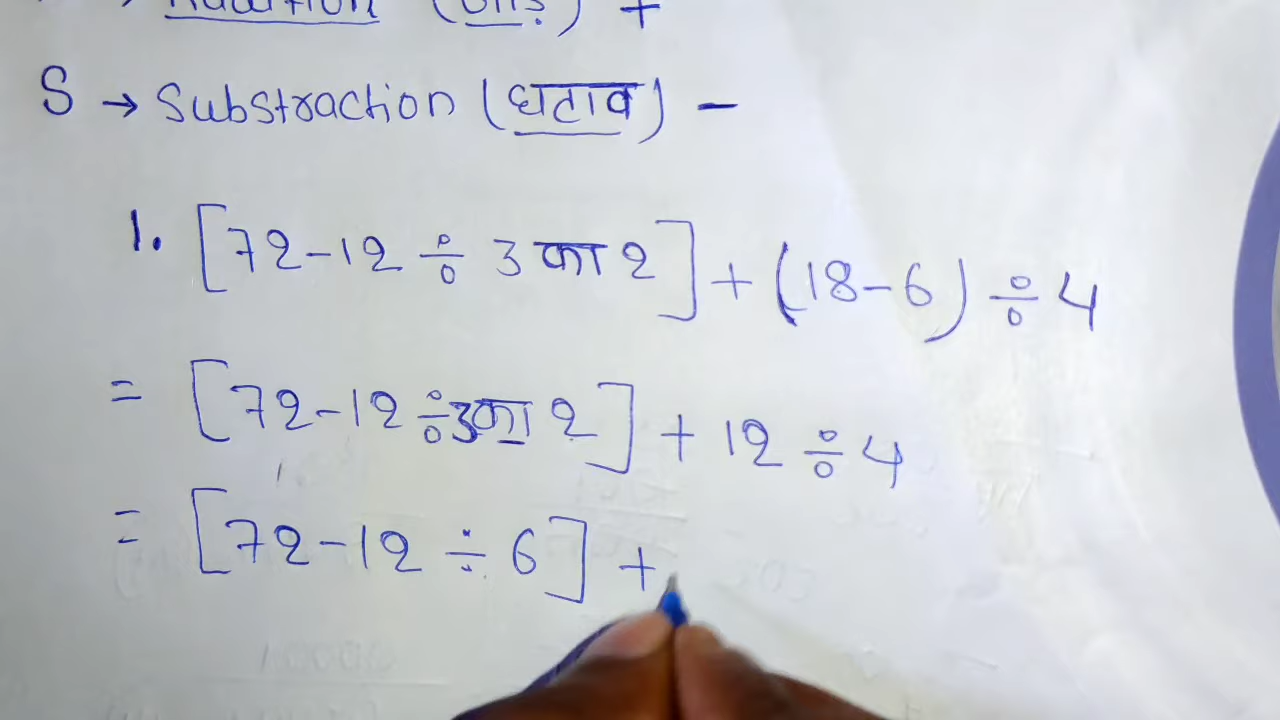 Addition (जोड़) +
S → Substraction (घटाव) -
1. [72-12 ÷ 3 का 2] + (18-6) ÷ 4
= [72-12 ÷ 3 का 2] + 12 ÷ 4
= [72-12 ÷ 6] +